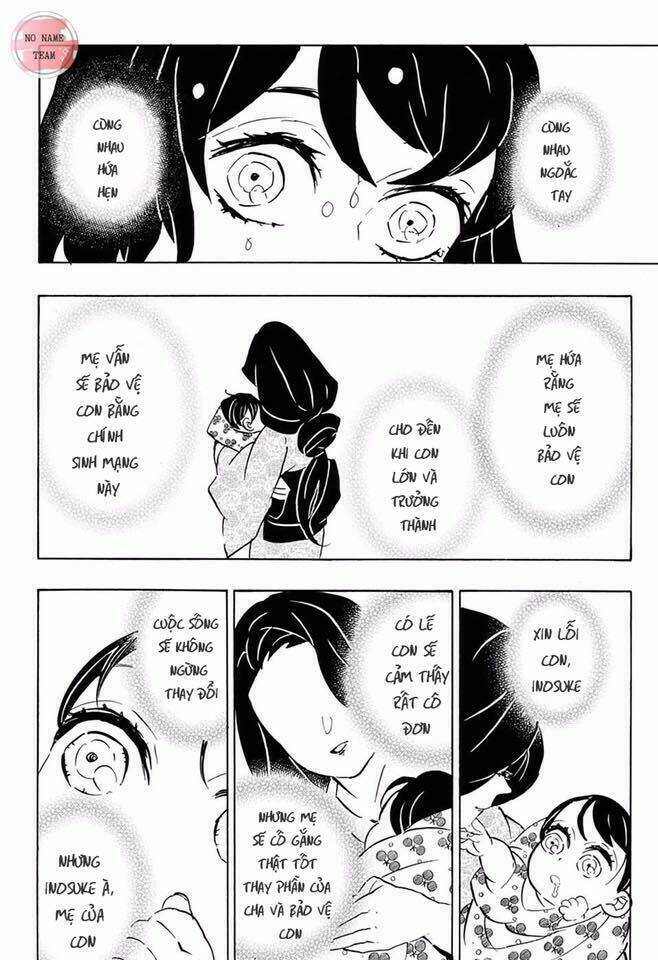 NO NAME
TEAM
CÙNG
NHAU
NGOẮC
TAY
CÙNG
NHAU
HỨA
HẸN
MẸ HỨA
RẰNG
MẸ SẼ
LUÔN
BẢO VỆ
CON
CHO ĐẾN
KHI CON
LỚN VÀ
TRƯỞNG
THÀNH
MẸ VẪN
SẼ BẢO VỆ
CON BẰNG
CHÍNH
SINH MẠNG
NÀY
XIN LỖI
CON,
INOSUKE
CÓ LẼ
CON SẼ
CẢM THẤY
RẤT CÔ
ĐƠN
NHƯNG MẸ
SẼ CỐ GẮNG
THẬT TỐT
THAY PHẦN CỦA
CHA VÀ BẢO VỆ
CON
CUỘC SỐNG
SẼ KHÔNG
NGỪNG
THAY ĐỔI
NHƯNG
INOSUKE À,
MẸ CỦA
CON